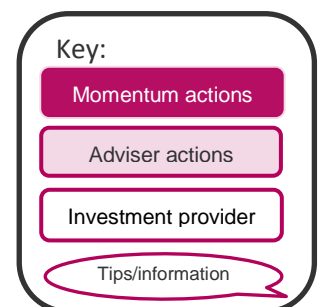 Key:
Momentum actions
Adviser actions
Investment provider
Tips/information